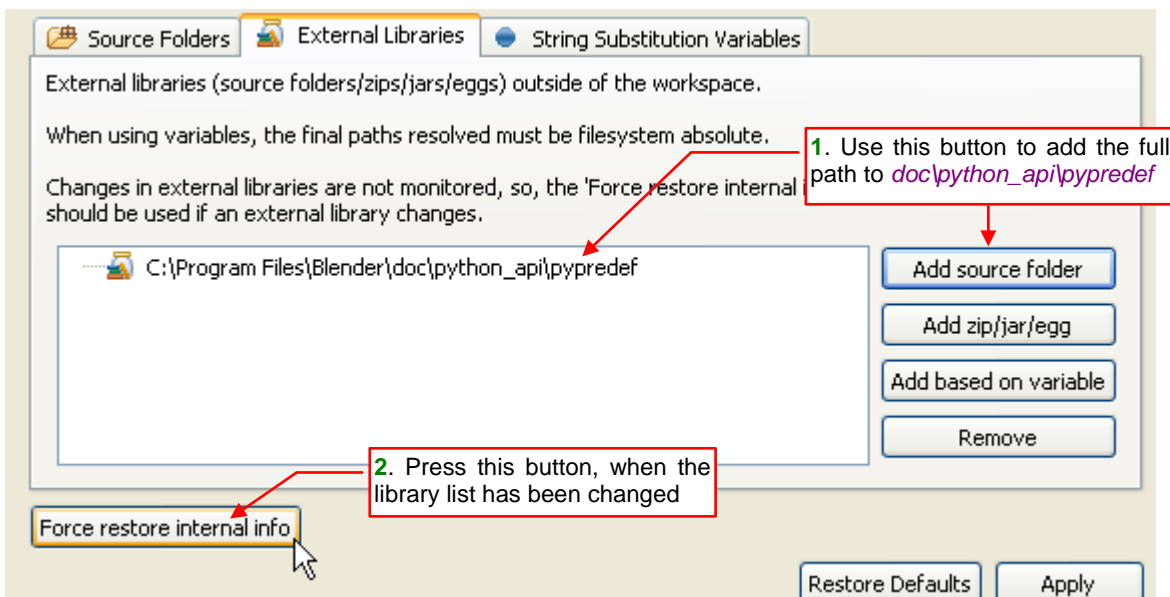 Source Folders
External Libraries
String Substitution Variables
External libraries (source folders/zips/jars/eggs) outside of the workspace.
When using variables, the final paths resolved must be filesystem absolute.
1. Use this button to add the full
path to doc\python_api\pypredef
Changes in external libraries are not monitored, so, the 'Force restore internal
should be used if an external library changes.
C:\Program Files\Blender\doc\python_api\pypredef
Add source folder
Add zip/jar/egg
Add based on variable
Remove
2. Press this button, when the
library list has been changed
Force restore internal info
Restore Defaults
Apply